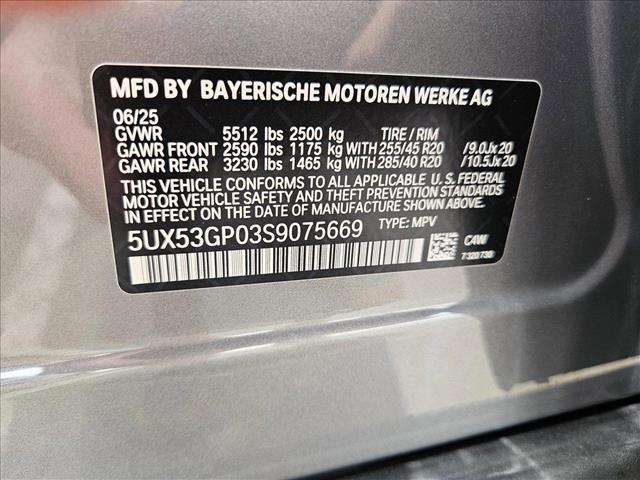 MFD BY BAYERISCHE MOTOREN WERKE AG
06/25
GVWR 5512 lbs 2500 kg TIRE / RIM
GAWR FRONT 2590 lbs 1175 kg WITH 255/45 R20 /9.0Jx20
GAWR REAR 3230 lbs 1465 kg WITH 285/40 R20 /10.5Jx20
THIS VEHICLE CONFORMS TO ALL APPLICABLE U.S. FEDERAL
MOTOR VEHICLE SAFETY AND THEFT PREVENTION STANDARDS
IN EFFECT ON THE DATE OF MANUFACTURE SHOWN ABOVE.
5UX53GP03S9075669 TYPE: MPV
C4W
7320730